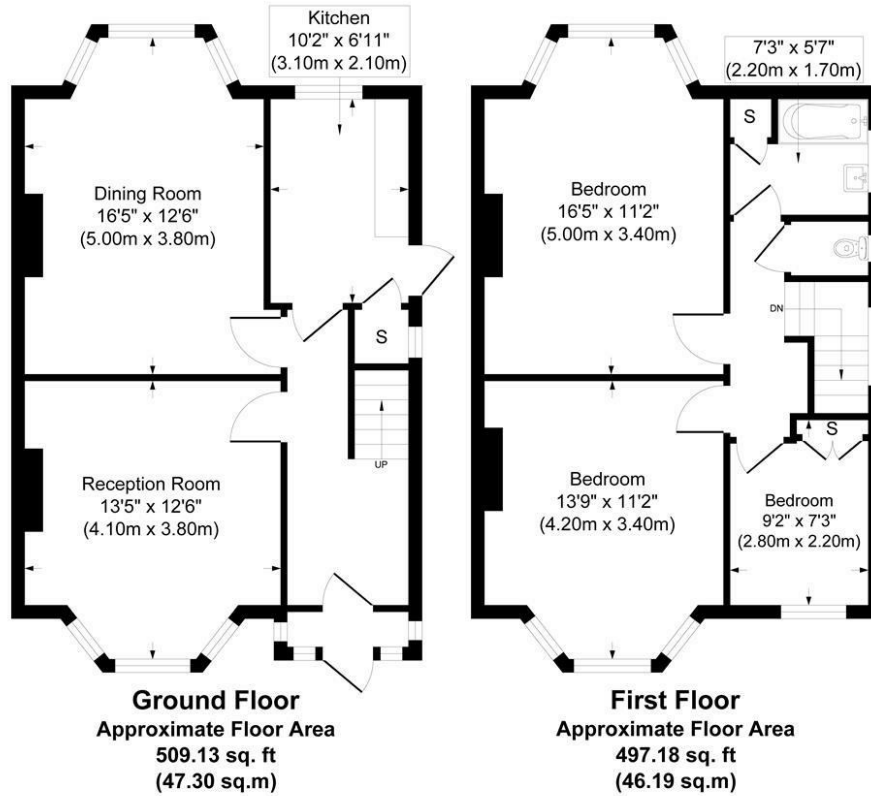 Kitchen
10'2" x 6'11"
(3.10m x 2.10m)
Dining Room
16'5" x 12'6"
(5.00m x 3.80m)
S
UP
Reception Room
13'5" x 12'6"
(4.10m x 3.80m)
Ground Floor
Approximate Floor Area
509.13 sq. ft
(47.30 sq.m)
7'3" x 5'7"
(2.20m x 1.70m)
S
Bedroom
16'5" x 11'2"
(5.00m x 3.40m)
DN
S
Bedroom
13'9" x 11'2"
(4.20m x 3.40m)
Bedroom
9'2" x 7'3"
(2.80m x 2.20m)
First Floor
Approximate Floor Area
497.18 sq. ft
(46.19 sq.m)